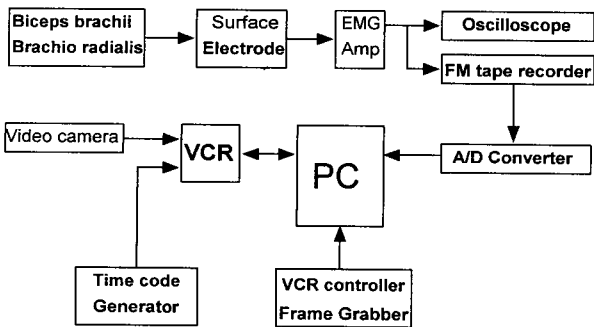 Biceps brachii
Brachio radialis
Surface
Electrode
EMG
Amp
Oscilloscope
FM tape recorder
Video camera
VCR
PC
A/D Converter
Time code
Generator
VCR controller
Frame Grabber